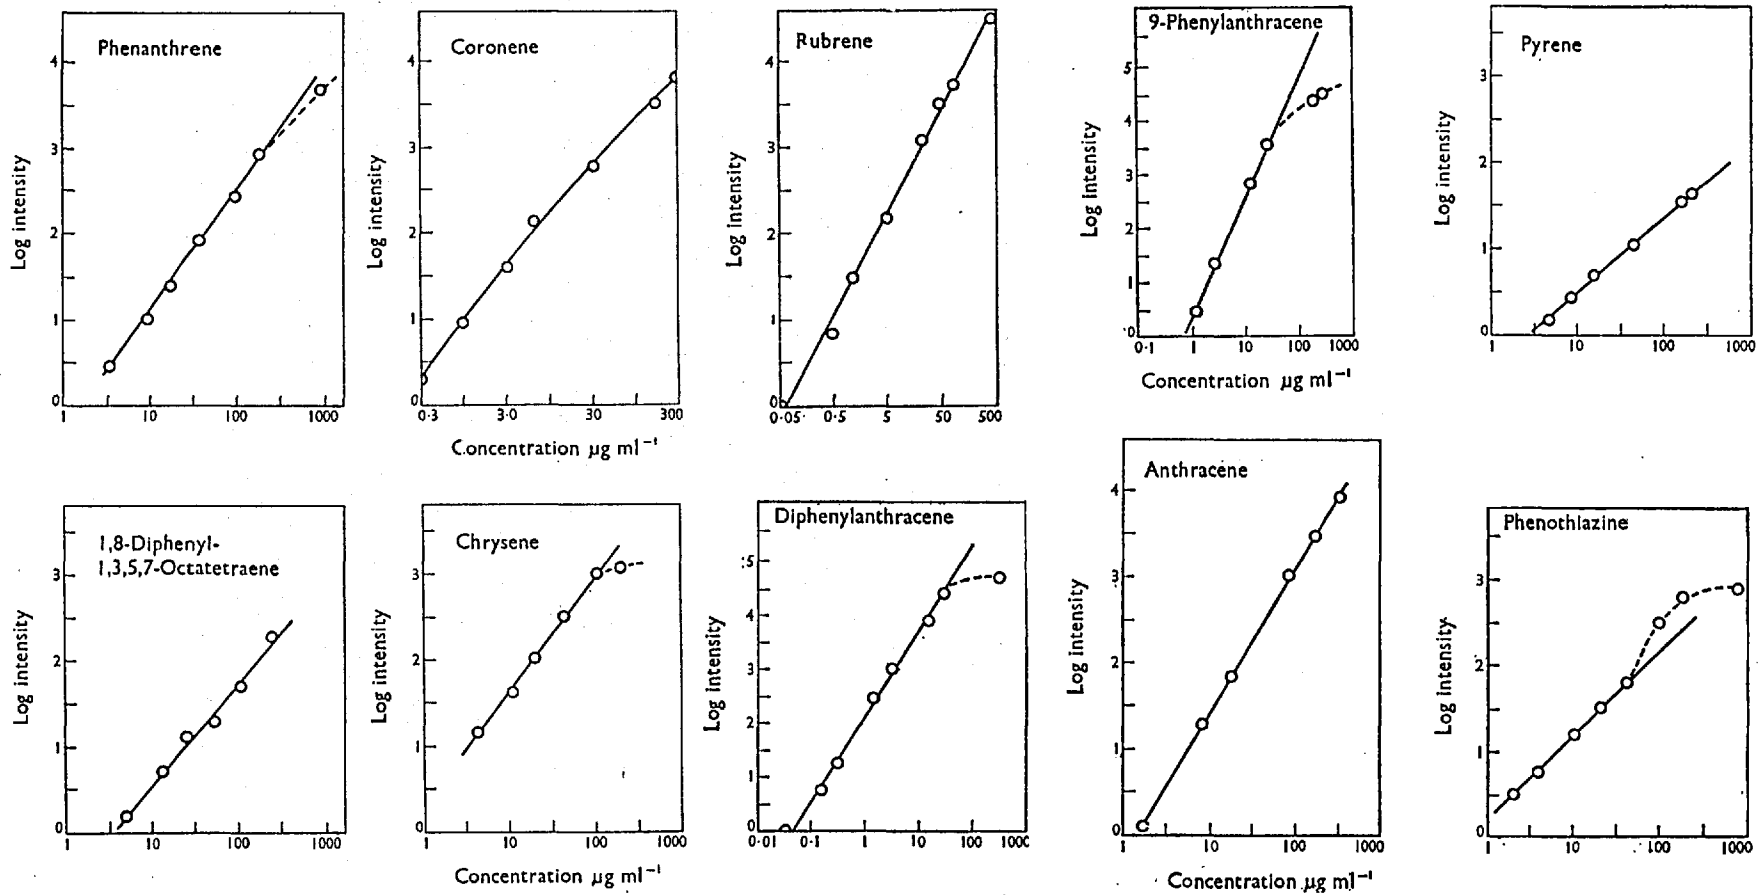 Phenanthrene
Log intensity
4
3
2
1
0
1 10 100 1000
Coronene
Log intensity
4
3
2
1
0
0·3 3·0 30 300
Concentration µg ml⁻¹
Rubrene
Log intensity
4
3
2
1
0
0·05 0·5 5 50 500
9-Phenylanthracene
Log intensity
5
4
3
2
1
0
0·1 1 10 100 1000
Concentration µg ml⁻¹
Pyrene
Log intensity
3
2
1
0
1 10 100 1000
1,8-Diphenyl-
1,3,5,7-Octatetraene
Log intensity
3
2
1
0
1 10 100 1000
Chrysene
Log intensity
3
2
1
0
1 10 100 1000
Concentration µg ml⁻¹
Diphenylanthracene
Log intensity
5
4
3
2
1
0
0·01 0·1 1 10 100 1000
Anthracene
Log intensity
4
3
2
1
0
1 10 100 1000
Concentration µg ml⁻¹
Phenothiazine
Log intensity
3
2
1
0
1 10 100 1000